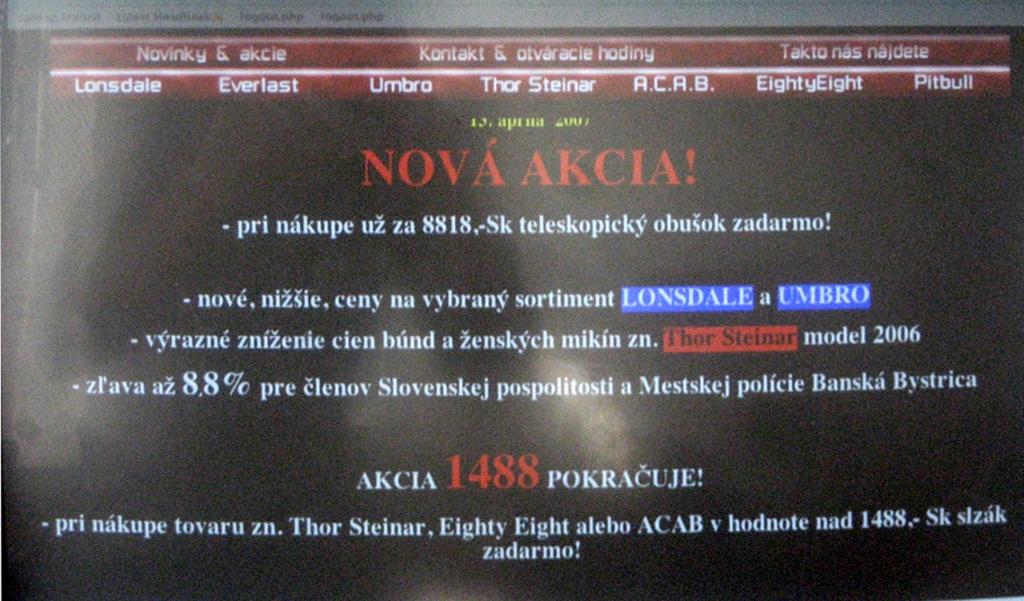 Latest Headlines logout.php logout.php
Novinky & akcie Kontakt & otváracie hodiny Takto nás nájdete
Lonsdale Everlast Umbro Thor Steinar A.C.A.B. EightyEight Pitbull
13. apríla 2007
NOVÁ AKCIA!
- pri nákupe už za 8818,-Sk teleskopický obušok zadarmo!
- nové, nižšie, ceny na vybraný sortiment LONSDALE a UMBRO
- výrazné zníženie cien búnd a ženských mikín zn. Thor Steinar model 2006
- zľava až 8,8% pre členov Slovenskej pospolitosti a Mestskej polície Banská Bystrica
AKCIA 1488 POKRAČUJE!
- pri nákupe tovaru zn. Thor Steinar, Eighty Eight alebo ACAB v hodnote nad 1488,- Sk slzák
zadarmo!